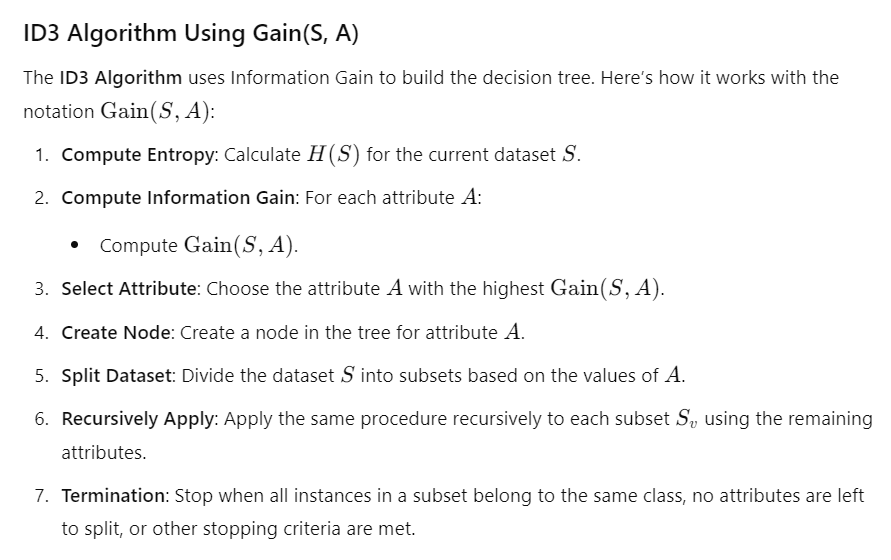 ID3 Algorithm Using Gain(S, A)
The ID3 Algorithm uses Information Gain to build the decision tree. Here's how it works with the
notation Gain(S, A):
1. Compute Entropy: Calculate H(S) for the current dataset S.
2. Compute Information Gain: For each attribute A:
• Compute Gain(S, A).
3. Select Attribute: Choose the attribute A with the highest Gain(S, A).
4. Create Node: Create a node in the tree for attribute A.
5. Split Dataset: Divide the dataset S into subsets based on the values of A.
6. Recursively Apply: Apply the same procedure recursively to each subset Sᵥ using the remaining
attributes.
7. Termination: Stop when all instances in a subset belong to the same class, no attributes are left
to split, or other stopping criteria are met.